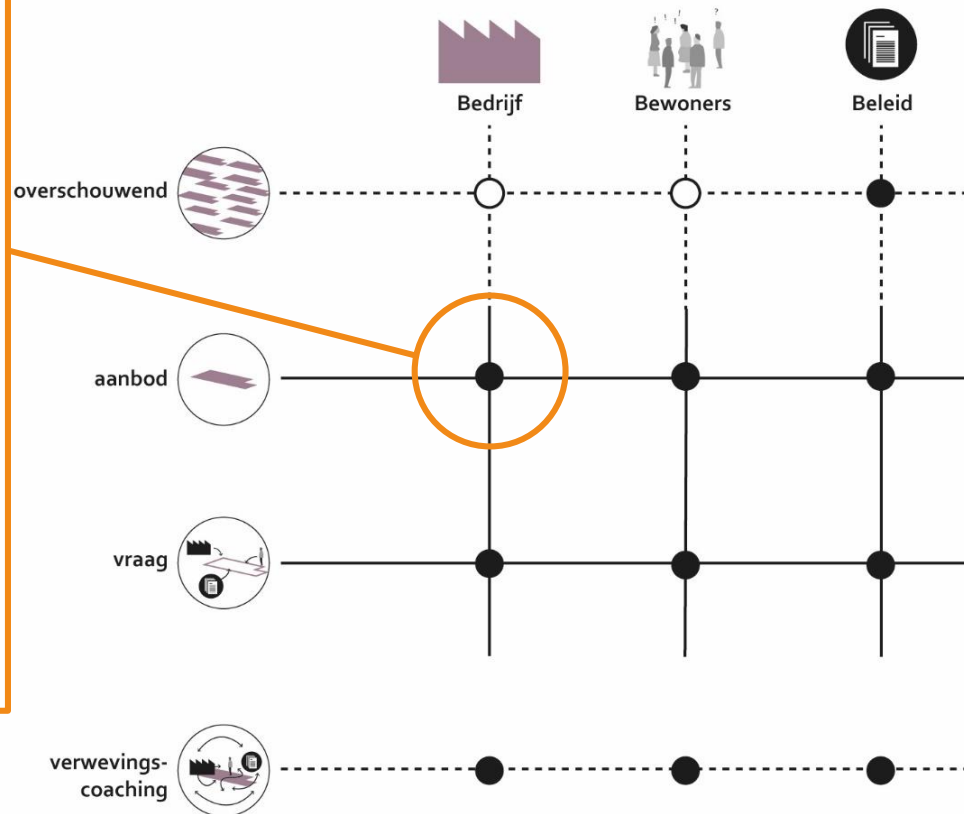 Bedrijf
Bewoners
Beleid
overschouwend
aanbod
vraag
verwevings-
coaching